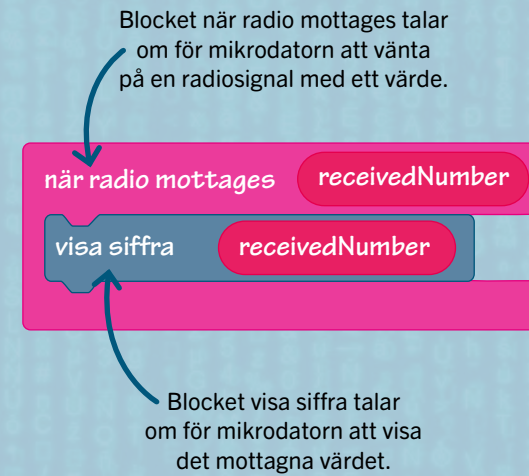 Blocket när radio mottages talar
om för mikrodatorn att vänta
på en radiosignal med ett värde.
när radio mottages receivedNumber
visa siffra receivedNumber
Blocket visa siffra talar
om för mikrodatorn att visa
det mottagna värdet.